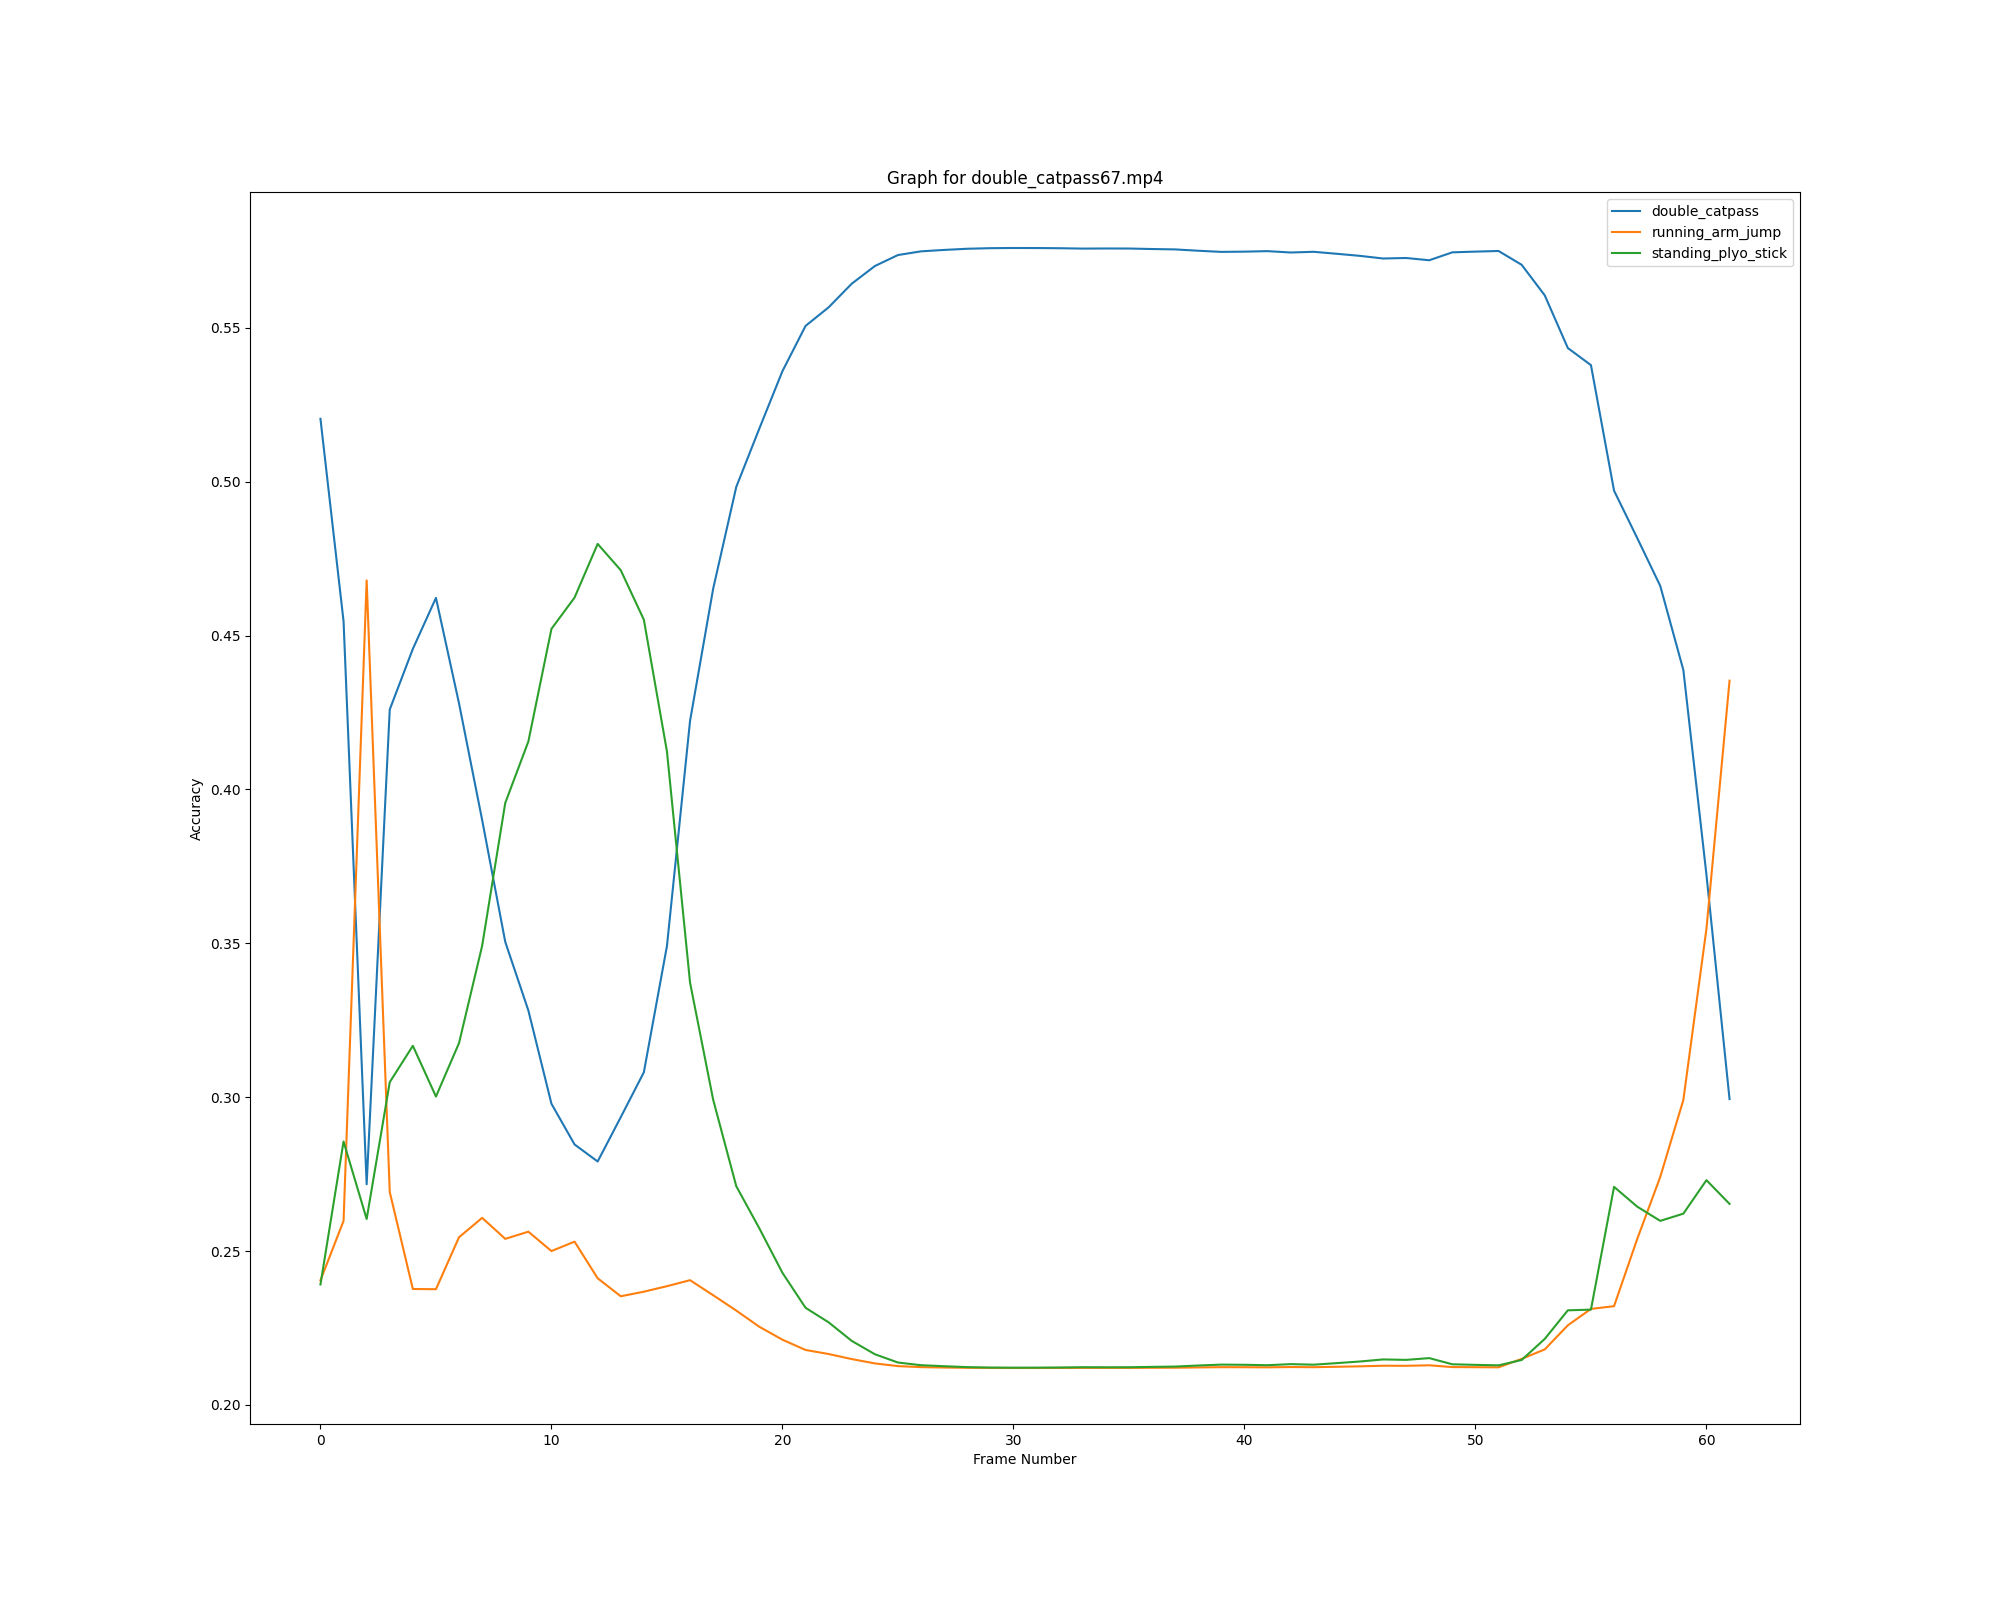 Graph for double_catpass67.mp4
double_catpass
running_arm_jump
standing_plyo_stick
0.55
0.50
0.45
0.40
0.35
0.30
0.25
0.20
Accuracy
0 10 20 30 40 50 60
Frame Number